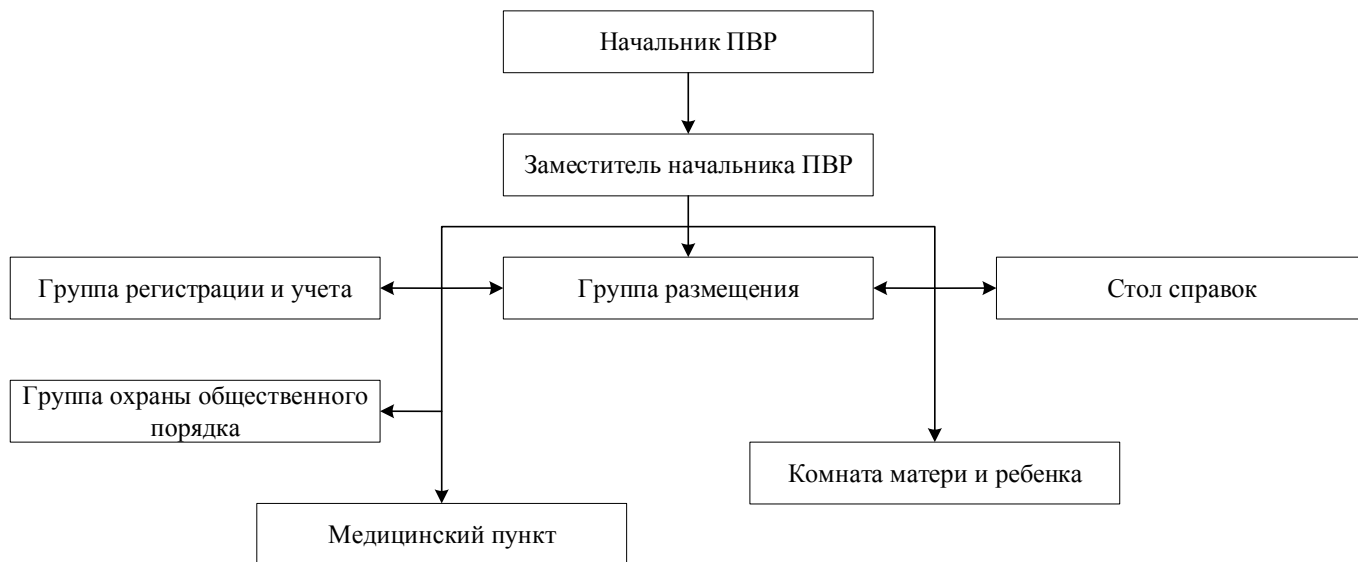 Начальник ПВР
Заместитель начальника ПВР
Группа регистрации и учета
Группа размещения
Стол справок
Группа охраны общественного
порядка
Комната матери и ребенка
Медицинский пункт